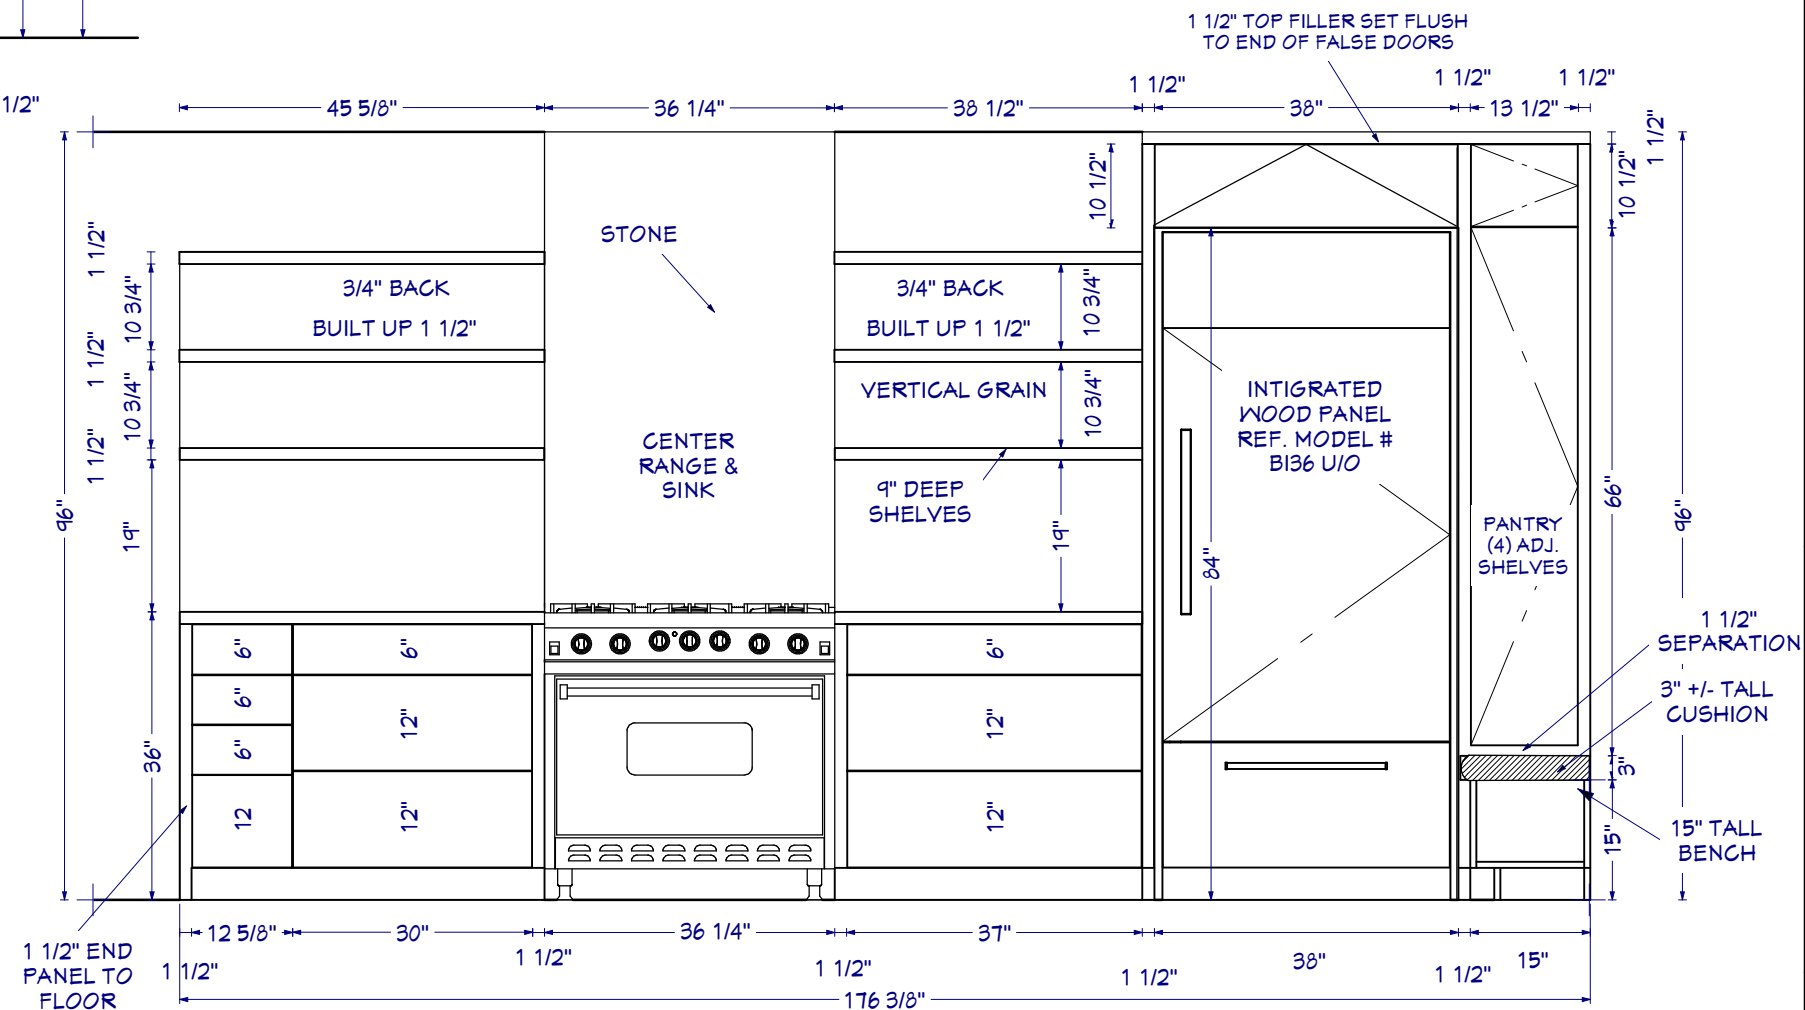 1 1/2" TOP FILLER SET FLUSH
TO END OF FALSE DOORS
1/2"
45 5/8"
36 1/4"
38 1/2"
1 1/2"
38"
1 1/2"
13 1/2"
1 1/2"
1 1/2"
10 1/2"
10 1/2"
STONE
1 1/2"
10 3/4"
1 1/2"
10 3/4"
1 1/2"
19"
96"
36"
3/4" BACK
BUILT UP 1 1/2"
3/4" BACK
BUILT UP 1 1/2"
10 3/4"
VERTICAL GRAIN
10 3/4"
CENTER
RANGE &
SINK
9" DEEP
SHELVES
19"
INTIGRATED
WOOD PANEL
REF. MODEL #
BI36 U/O
84"
PANTRY
(4) ADJ.
SHELVES
66"
96"
1 1/2"
SEPARATION
3" +/- TALL
CUSHION
3"
15" TALL
BENCH
15"
6"
6"
6"
12
6"
12"
12"
6"
12"
12"
1 1/2" END
PANEL TO
FLOOR
1 1/2"
12 5/8"
30"
1 1/2"
36 1/4"
1 1/2"
37"
1 1/2"
38"
1 1/2"
15"
176 3/8"